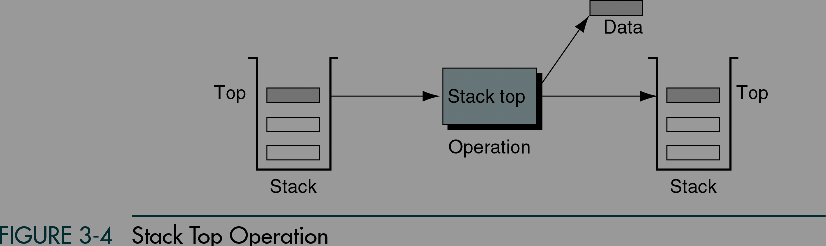 Data
Top
Stack top
Top
Operation
Stack
Stack
FIGURE 3-4 Stack Top Operation